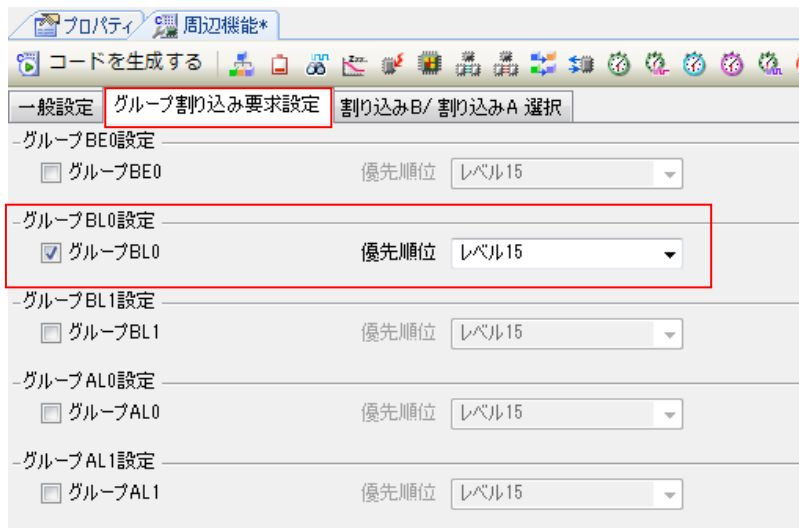 プロパティ 周辺機能*
コードを生成する
一般設定 グループ割り込み要求設定 割り込みB/割り込みA 選択
グループBE0設定
グループBE0 優先順位 レベル15
グループBL0設定
グループBL0 優先順位 レベル15
グループBL1設定
グループBL1 優先順位 レベル15
グループAL0設定
グループAL0 優先順位 レベル15
グループAL1設定
グループAL1 優先順位 レベル15